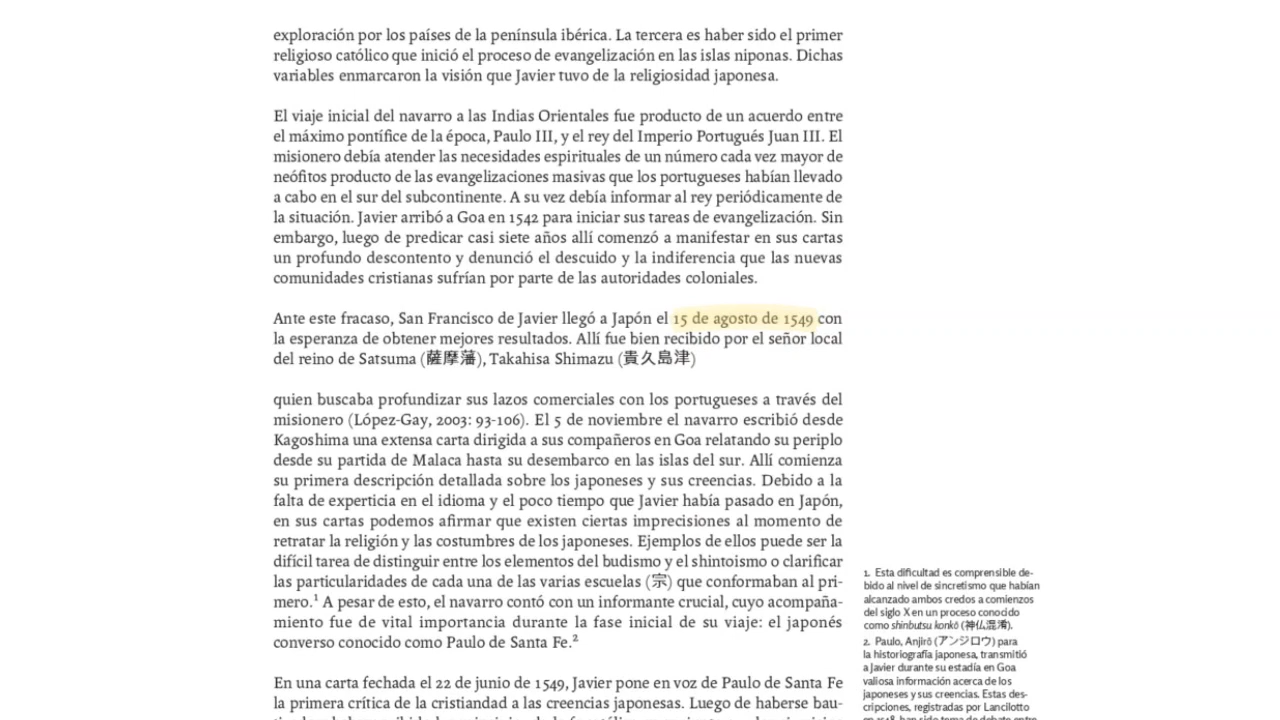 exploración por los países de la península ibérica. La tercera es haber sido el primer
religioso católico que inició el proceso de evangelización en las islas niponas. Dichas
variables enmarcaron la visión que Javier tuvo de la religiosidad japonesa.
El viaje inicial del navarro a las Indias Orientales fue producto de un acuerdo entre
el máximo pontífice de la época, Paulo III, y el rey del Imperio Portugués Juan III. El
misionero debía atender las necesidades espirituales de un número cada vez mayor de
neófitos producto de las evangelizaciones masivas que los portugueses habían llevado
a cabo en el sur del subcontinente. A su vez debía informar al rey periódicamente de
la situación. Javier arribó a Goa en 1542 para iniciar sus tareas de evangelización. Sin
embargo, luego de predicar casi siete años allí comenzó a manifestar en sus cartas
un profundo descontento y denunció el descuido y la indiferencia que las nuevas
comunidades cristianas sufrían por parte de las autoridades coloniales.
Ante este fracaso, San Francisco de Javier llegó a Japón el 15 de agosto de 1549 con
la esperanza de obtener mejores resultados. Allí fue bien recibido por el señor local
del reino de Satsuma (薩摩藩), Takahisa Shimazu (貴久島津)
quien buscaba profundizar sus lazos comerciales con los portugueses a través del
misionero (López-Gay, 2003: 93-106). El 5 de noviembre el navarro escribió desde
Kagoshima una extensa carta dirigida a sus compañeros en Goa relatando su periplo
desde su partida de Malaca hasta su desembarco en las islas del sur. Allí comienza
su primera descripción detallada sobre los japoneses y sus creencias. Debido a la
falta de experticia en el idioma y el poco tiempo que Javier había pasado en Japón,
en sus cartas podemos afirmar que existen ciertas imprecisiones al momento de
retratar la religión y las costumbres de los japoneses. Ejemplos de ellos puede ser la
difícil tarea de distinguir entre los elementos del budismo y el shintoismo o clarificar
las particularidades de cada una de las varias escuelas (宗) que conformaban al pri-
mero.¹ A pesar de esto, el navarro contó con un informante crucial, cuyo acompaña-
miento fue de vital importancia durante la fase inicial de su viaje: el japonés
converso conocido como Paulo de Santa Fe.²
En una carta fechada el 22 de junio de 1549, Javier pone en voz de Paulo de Santa Fe
la primera crítica de la cristiandad a las creencias japonesas. Luego de haberse bau-
1. Esta dificultad es comprensible de-
bido al nivel de sincretismo que habían
alcanzado ambos credos a comienzos
del siglo X en un proceso conocido
como shinbutsu konkō (神仏混淆).
2. Paulo, Anjirō (アンジロウ) para
la historiografía japonesa, transmitió
a Javier durante su estadía en Goa
valiosa información acerca de los
japoneses y sus creencias. Estas des-
cripciones, registradas por Lancilotto